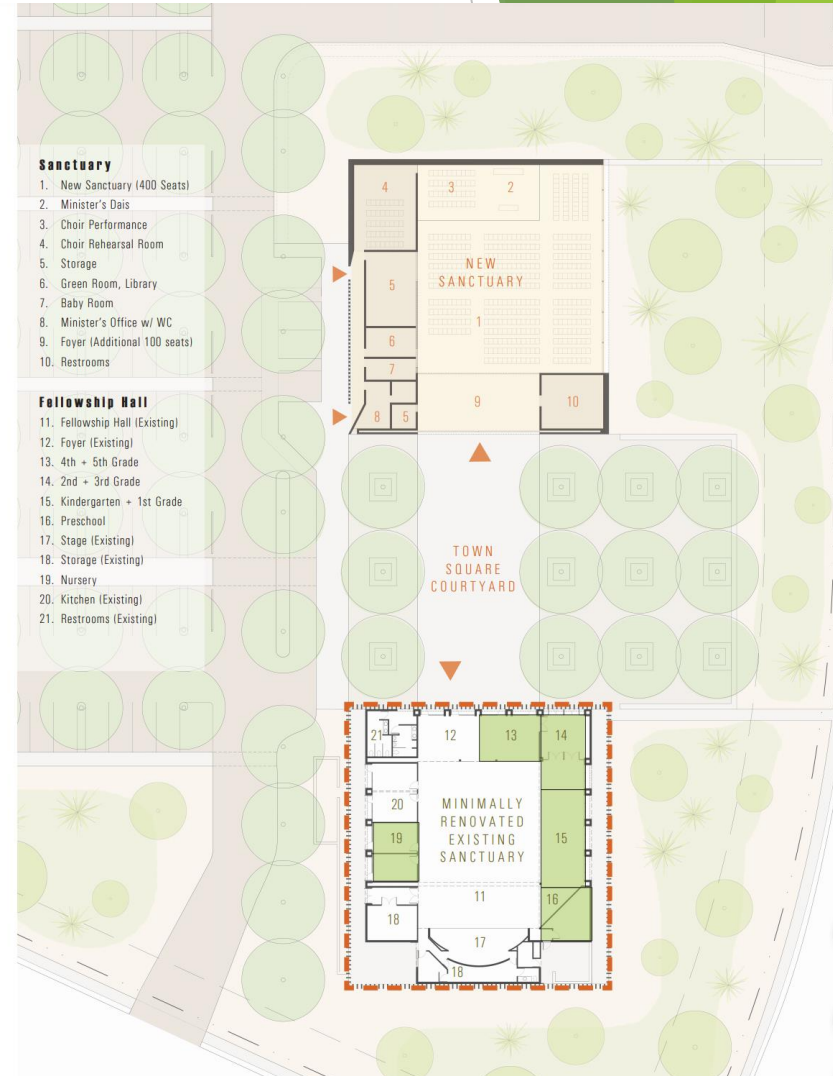 Sanctuary
1. New Sanctuary (400 Seats)
2. Minister's Dais
3. Choir Performance
4. Choir Rehearsal Room
5. Storage
6. Green Room, Library
7. Baby Room
8. Minister's Office w/ WC
9. Foyer (Additional 100 seats)
10. Restrooms
Fellowship Hall
11. Fellowship Hall (Existing)
12. Foyer (Existing)
13. 4th + 5th Grade
14. 2nd + 3rd Grade
15. Kindergarten + 1st Grade
16. Preschool
17. Stage (Existing)
18. Storage (Existing)
19. Nursery
20. Kitchen (Existing)
21. Restrooms (Existing)
4
3
2
NEW
SANCTUARY
5
1
6
7
8
5
9
10
TOWN
SQUARE
COURTYARD
21
12
13
14
20
MINIMALLY
RENOVATED
EXISTING
SANCTUARY
19
15
11
16
18
17
18